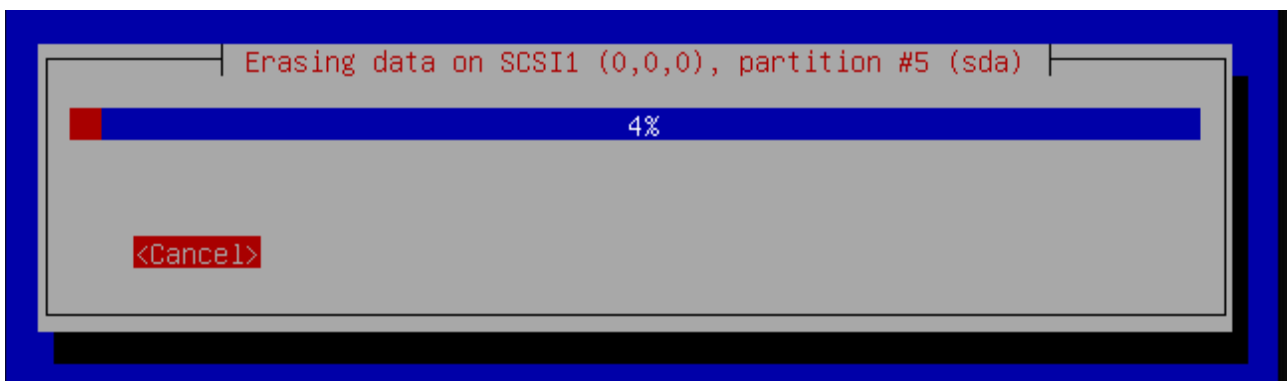 Erasing data on SCSI1 (0,0,0), partition #5 (sda)
4%
<Cancel>